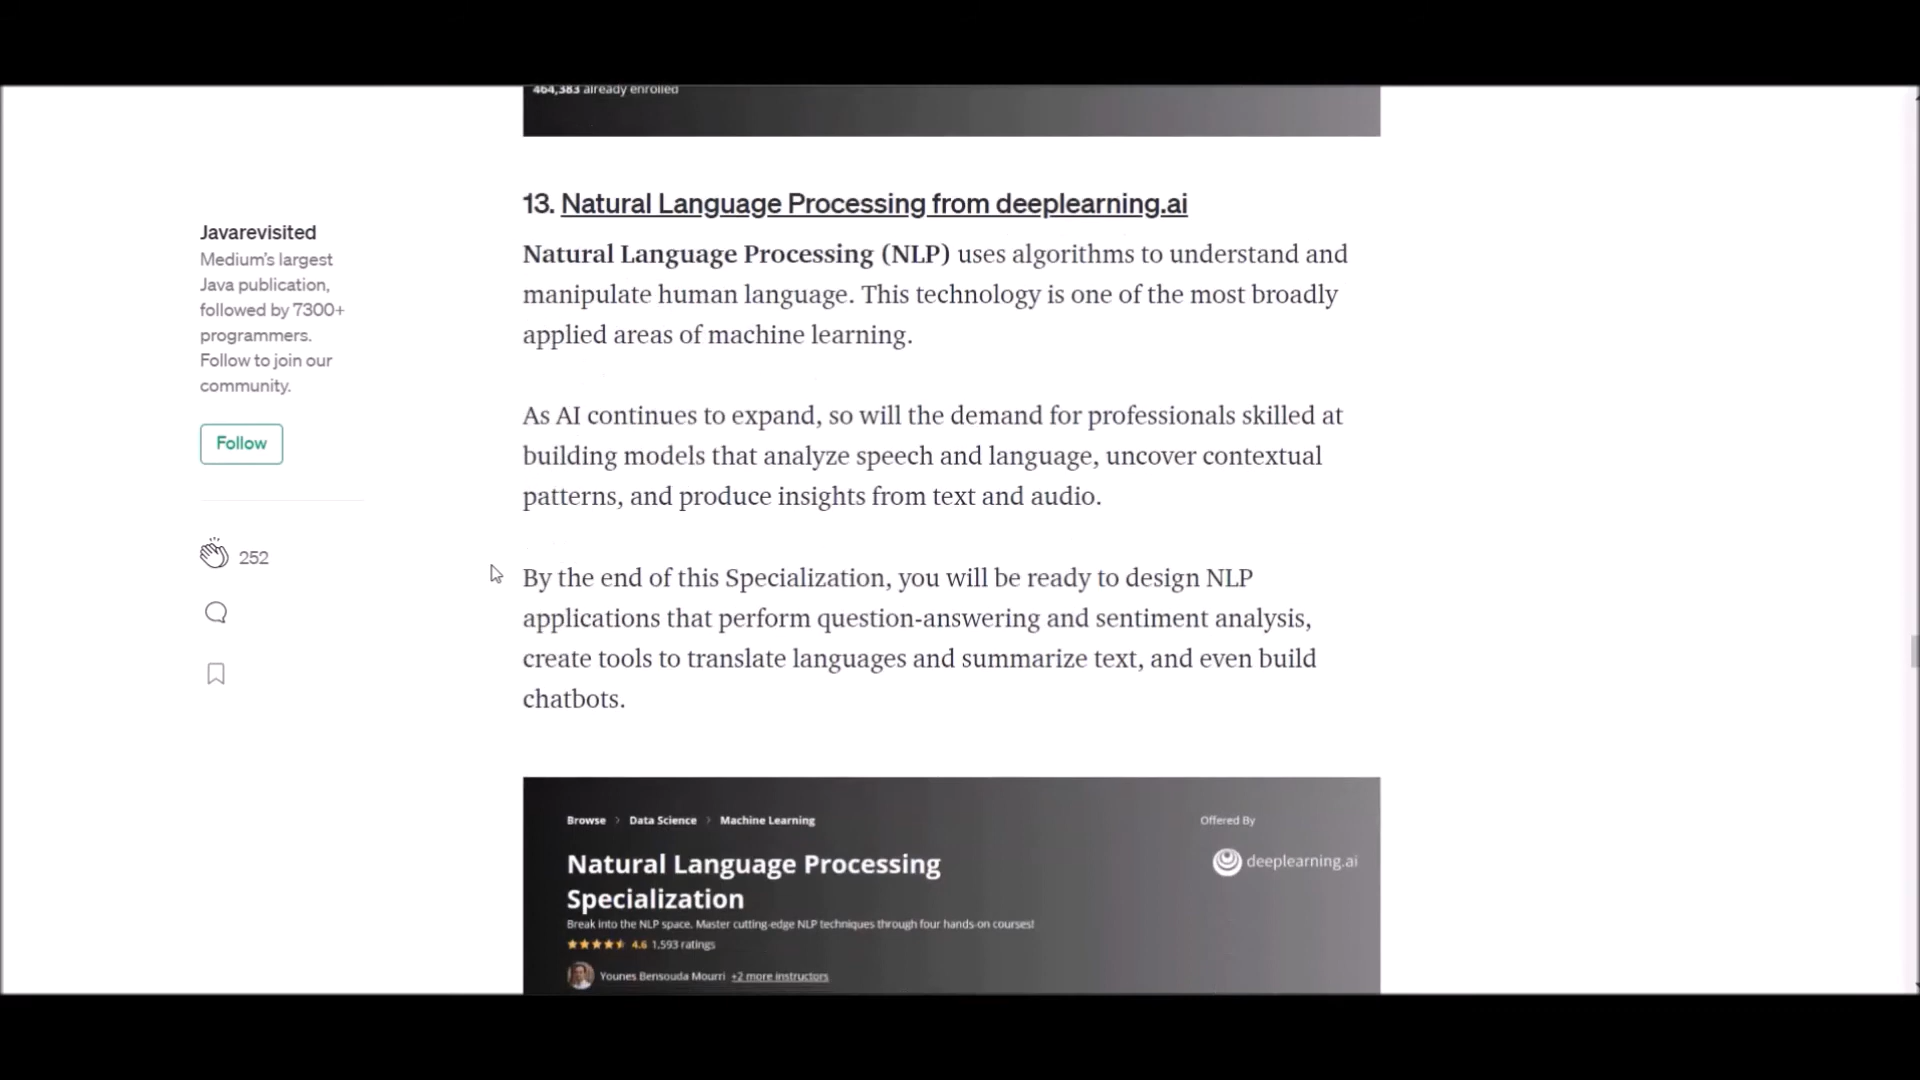 464,383 already enrolled
13. Natural Language Processing from deeplearning.ai
Natural Language Processing (NLP) uses algorithms to understand and
manipulate human language. This technology is one of the most broadly
applied areas of machine learning.
As AI continues to expand, so will the demand for professionals skilled at
building models that analyze speech and language, uncover contextual
patterns, and produce insights from text and audio.
By the end of this Specialization, you will be ready to design NLP
applications that perform question-answering and sentiment analysis,
create tools to translate languages and summarize text, and even build
chatbots.
Javarevisited
Medium's largest
Java publication,
followed by 7300+
programmers.
Follow to join our
community.
Follow
252
Browse > Data Science > Machine Learning
Offered By
deeplearning.ai
Natural Language Processing
Specialization
Break into the NLP space. Master cutting-edge NLP techniques through four hands-on courses!
4.6 1,593 ratings
Younes Bensouda Mourri +2 more instructors